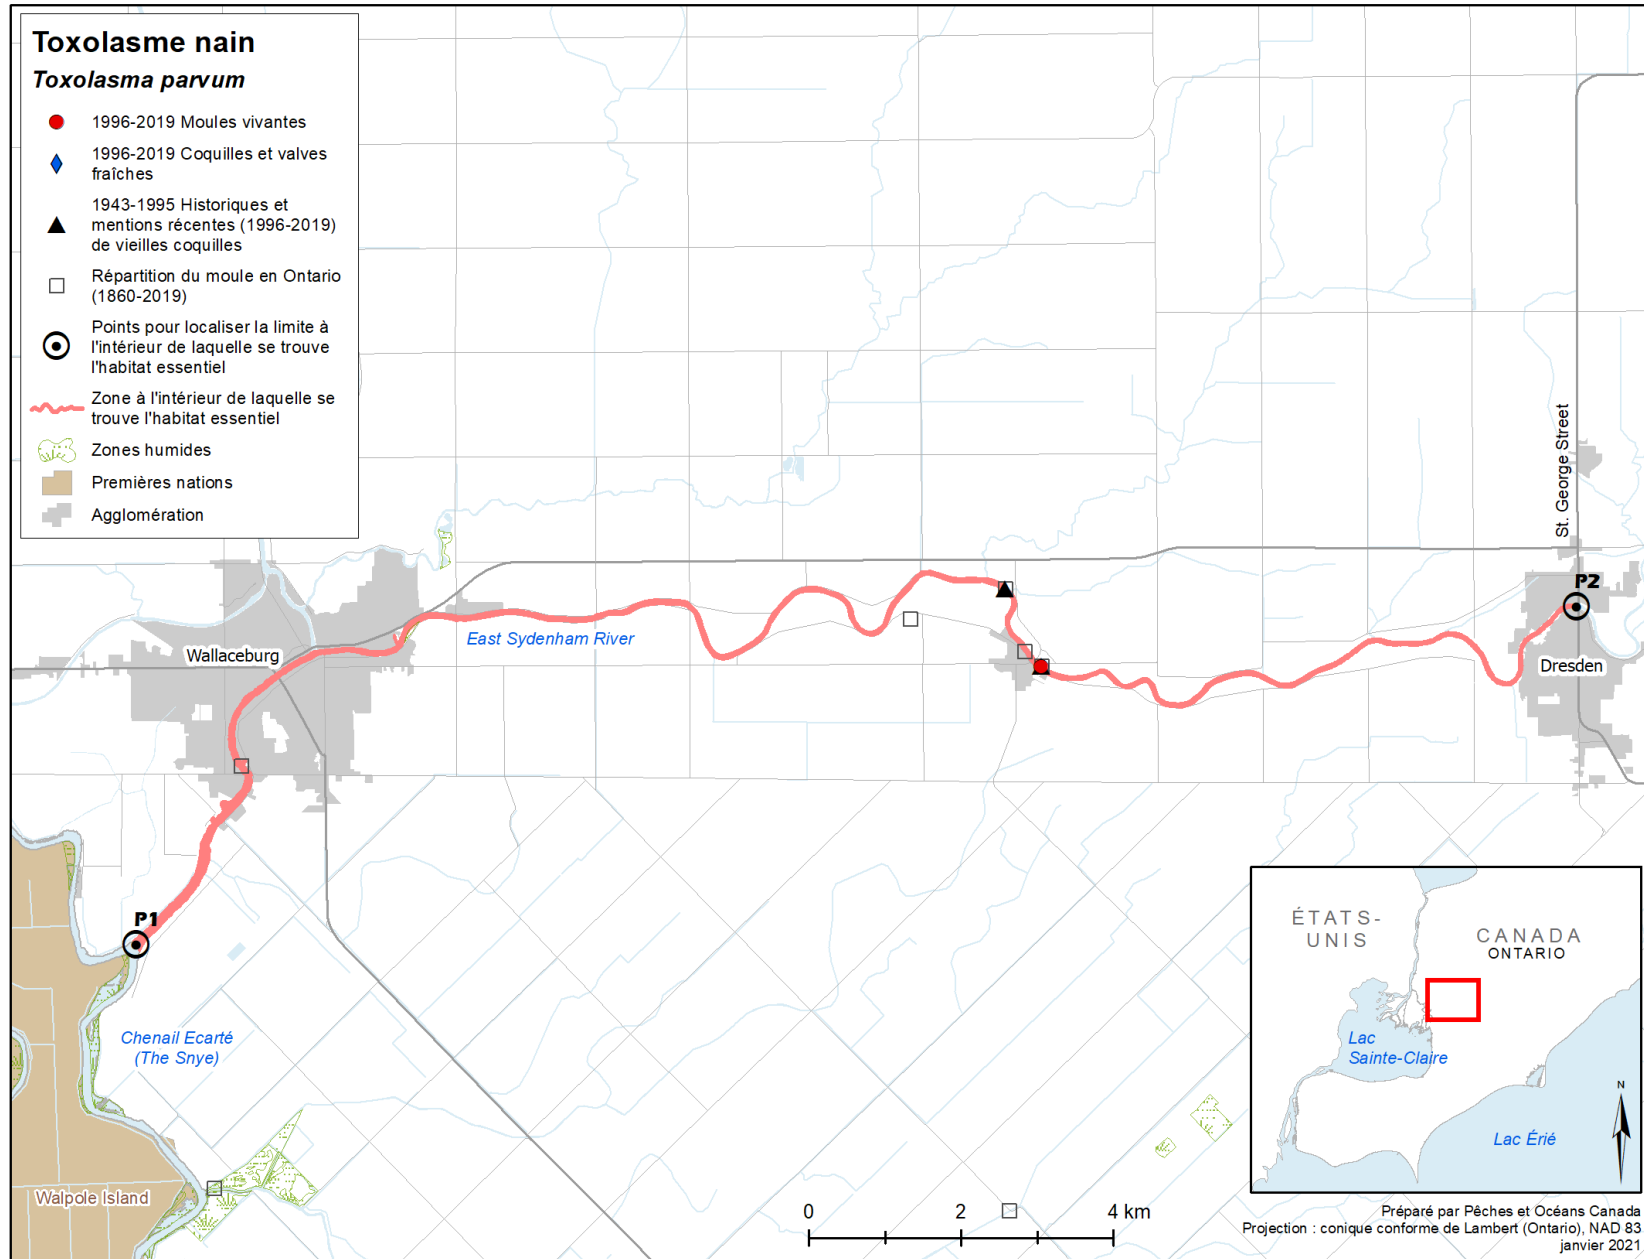 Toxolasme nain
Toxolasma parvum
1996-2019 Moules vivantes
1996-2019 Coquilles et valves
fraîches
1943-1995 Historiques et
mentions récentes (1996-2019)
de vieilles coquilles
Répartition du moule en Ontario
(1860-2019)
Points pour localiser la limite à
l'intérieur de laquelle se trouve
l'habitat essentiel
Zone à l'intérieur de laquelle se
trouve l'habitat essentiel
Zones humides
Premières nations
Agglomération
St. George Street
P2
Dresden
East Sydenham River
Wallaceburg
P1
Chenail Ecarté
(The Snye)
Walpole Island
ÉTATS-
UNIS
CANADA
ONTARIO
Lac
Sainte-Claire
Lac Érié
N
0 2 4 km
Préparé par Pêches et Océans Canada
Projection : conique conforme de Lambert (Ontario), NAD 83
janvier 2021